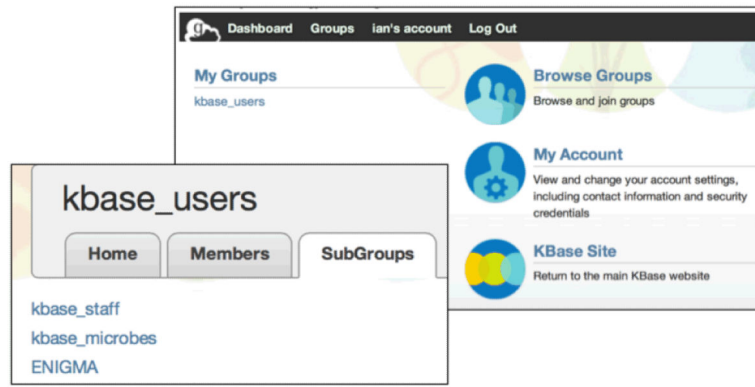 Dashboard Groups ian's account Log Out
My Groups
kbase_users
Browse Groups
Browse and join groups
My Account
View and change your account settings,
including contact information and security
credentials
KBase Site
Return to the main KBase website
kbase_users
Home Members SubGroups
kbase_staff
kbase_microbes
ENIGMA